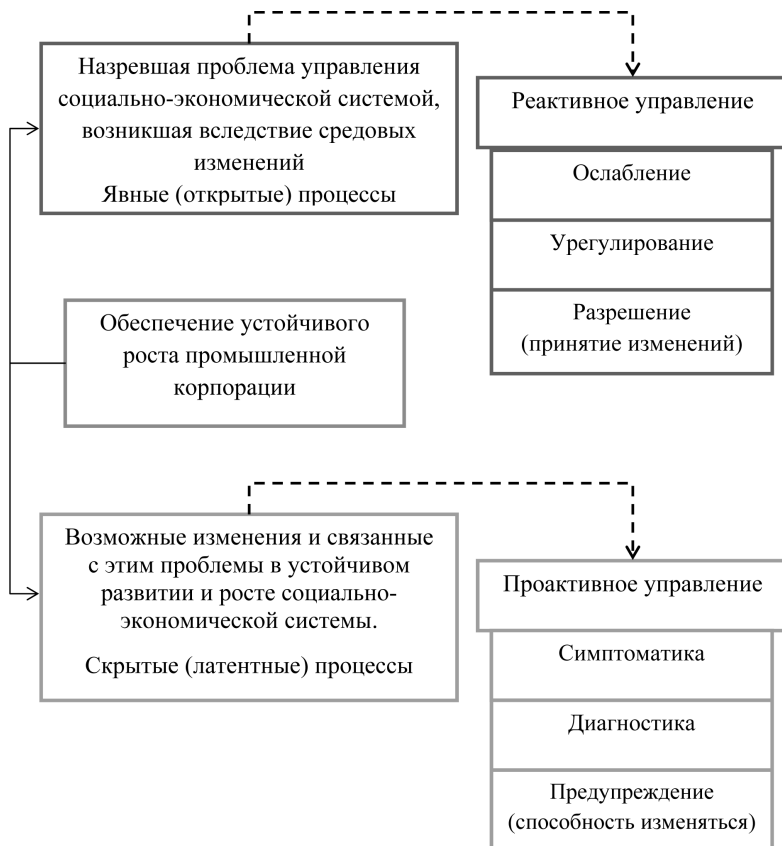 Назревшая проблема управления
социально-экономической системой,
возникшая вследствие средовых
изменений
Явные (открытые) процессы
Реактивное управление
Ослабление
Урегулирование
Разрешение
(принятие изменений)
Обеспечение устойчивого
роста промышленной
корпорации
Возможные изменения и связанные
с этим проблемы в устойчивом
развитии и росте социально-
экономической системы.
Скрытые (латентные) процессы
Проактивное управление
Симптоматика
Диагностика
Предупреждение
(способность изменяться)